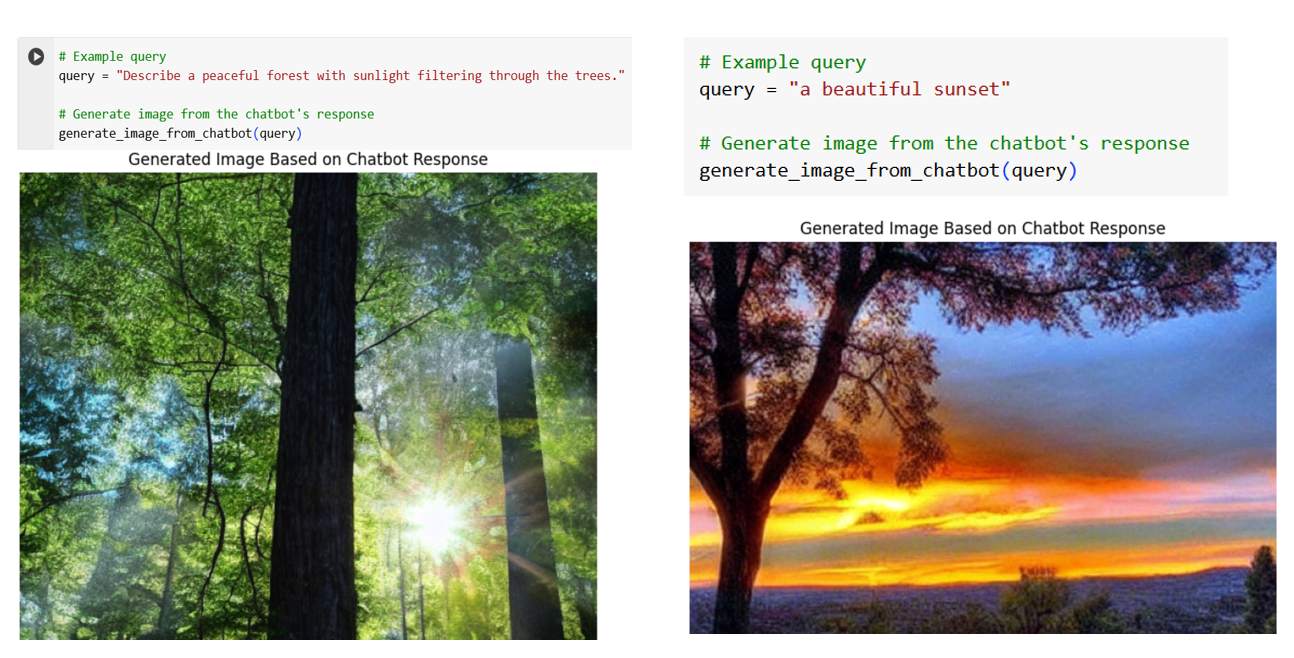 # Example query
query = "Describe a peaceful forest with sunlight filtering through the trees."
# Generate image from the chatbot's response
generate_image_from_chatbot(query)
Generated Image Based on Chatbot Response
# Example query
query = "a beautiful sunset"
# Generate image from the chatbot's response
generate_image_from_chatbot(query)
Generated Image Based on Chatbot Response